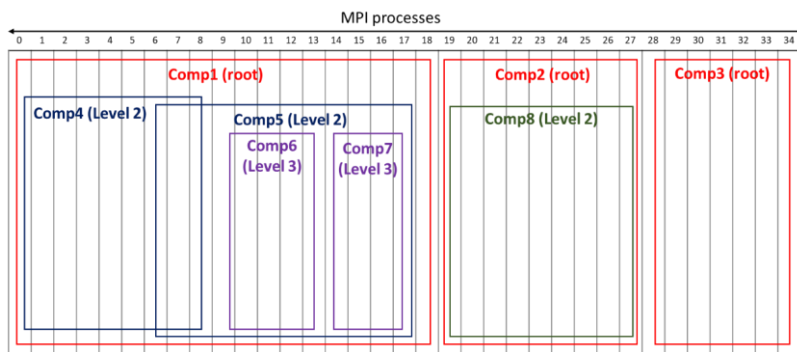 MPI processes
0 1 2 3 4 5 6 7 8 9 10 11 12 13 14 15 16 17 18 19 20 21 22 23 24 25 26 27 28 29 30 31 32 33 34
Comp1 (root)
Comp2 (root)
Comp3 (root)
Comp4 (Level 2)
Comp5 (Level 2)
Comp8 (Level 2)
Comp6
(Level 3)
Comp7
(Level 3)